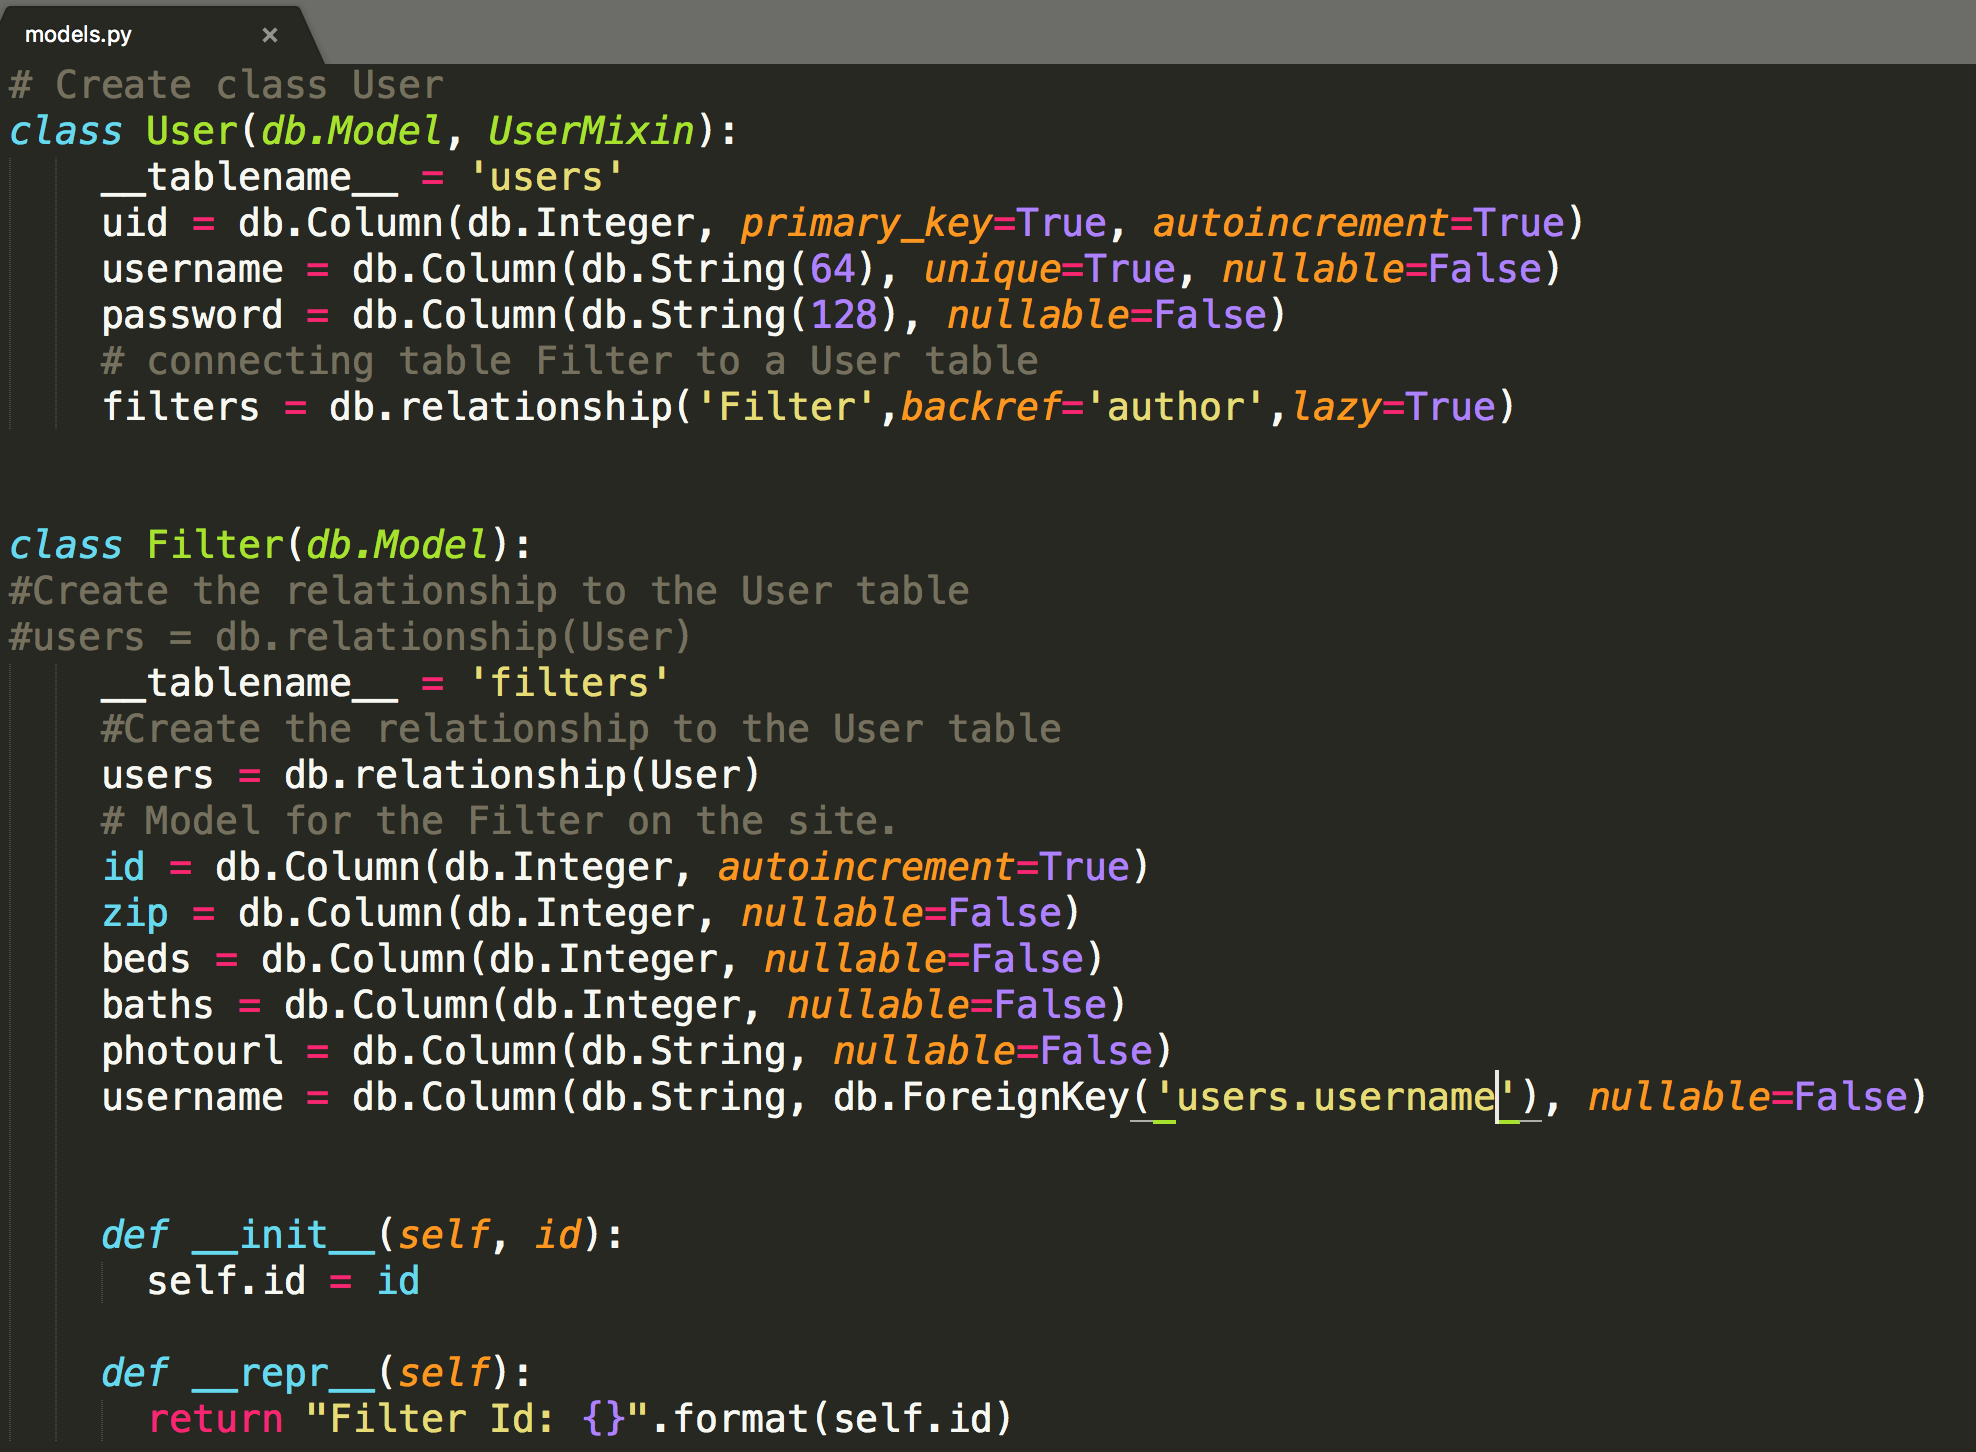 models.py ×
# Create class User
class User(db.Model, UserMixin):
    __tablename__ = 'users'
    uid = db.Column(db.Integer, primary_key=True, autoincrement=True)
    username = db.Column(db.String(64), unique=True, nullable=False)
    password = db.Column(db.String(128), nullable=False)
    # connecting table Filter to a User table
    filters = db.relationship('Filter',backref='author',lazy=True)
class Filter(db.Model):
#Create the relationship to the User table
#users = db.relationship(User)
    __tablename__ = 'filters'
    #Create the relationship to the User table
    users = db.relationship(User)
    # Model for the Filter on the site.
    id = db.Column(db.Integer, autoincrement=True)
    zip = db.Column(db.Integer, nullable=False)
    beds = db.Column(db.Integer, nullable=False)
    baths = db.Column(db.Integer, nullable=False)
    photourl = db.Column(db.String, nullable=False)
    username = db.Column(db.String, db.ForeignKey('users.username'), nullable=False)
    def __init__(self, id):
      self.id = id
    def __repr__(self):
      return "Filter Id: {}".format(self.id)